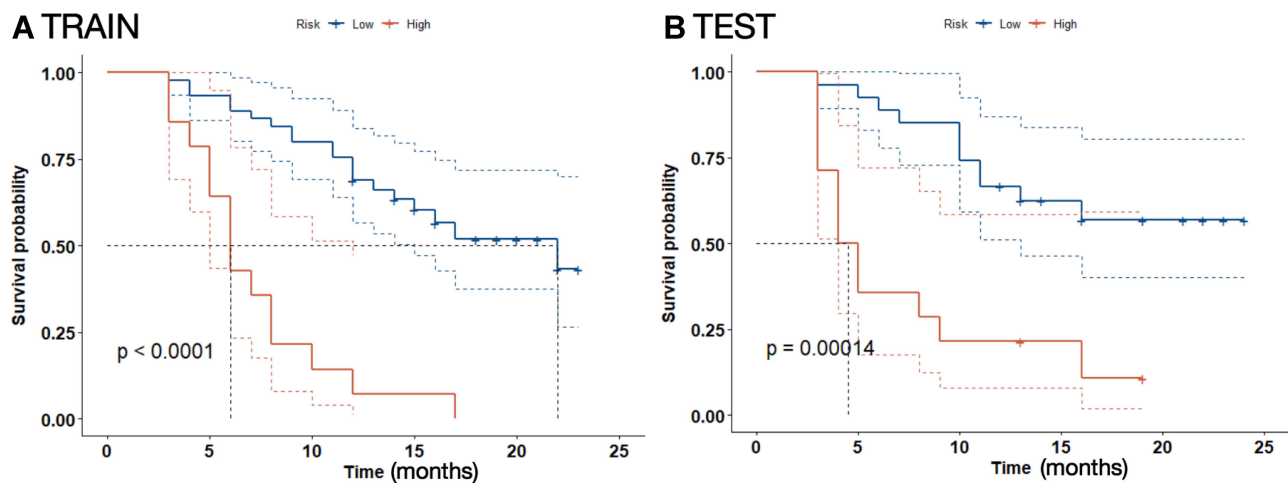 A TRAIN
Risk Low High
Survival probability
1.00
0.75
0.50
0.25
0.00
p < 0.0001
0 5 10 15 20 25
Time (months)
B TEST
Risk Low High
Survival probability
1.00
0.75
0.50
0.25
0.00
p = 0.00014
0 5 10 15 20 25
Time (months)